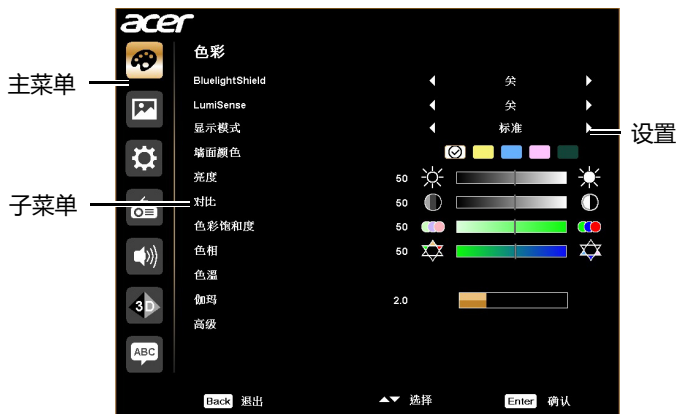 acer
色彩
主菜单
BluelightShield 关
LumiSense 关
显示模式 标准
设置
墙面颜色
亮度 50
子菜单
对比 50
色彩饱和度 50
色相 50
色温
伽玛 2.0
高级
3D
ABC
Back 退出 选择 Enter 确认